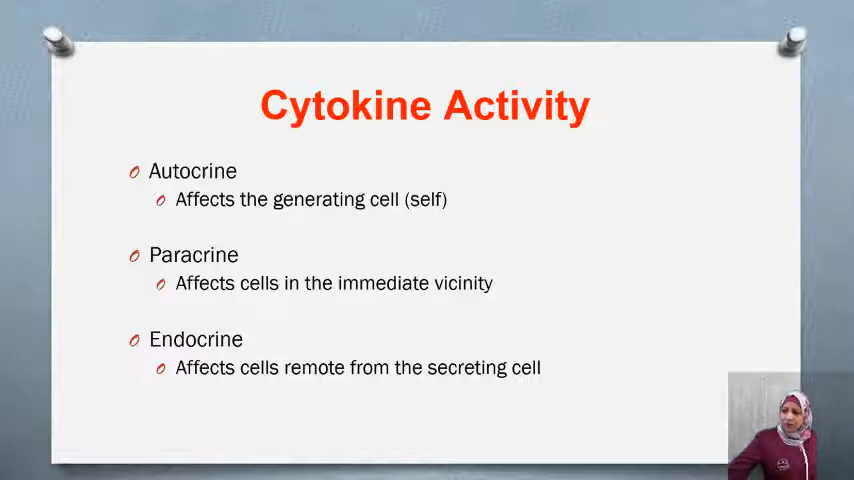 Cytokine Activity
Autocrine
Affects the generating cell (self)
Paracrine
Affects cells in the immediate vicinity
Endocrine
Affects cells remote from the secreting cell